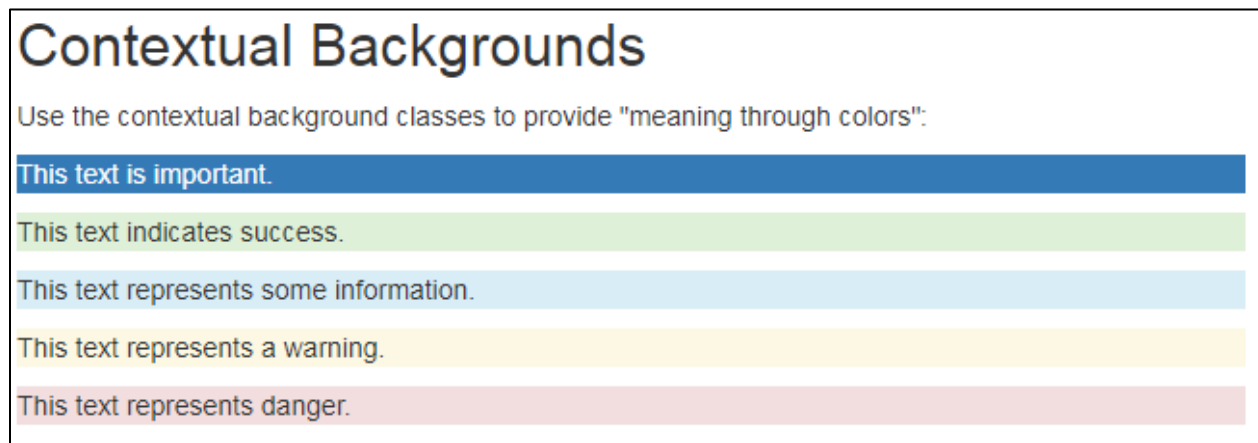 Contextual Backgrounds
Use the contextual background classes to provide "meaning through colors":
This text is important.
This text indicates success.
This text represents some information.
This text represents a warning.
This text represents danger.